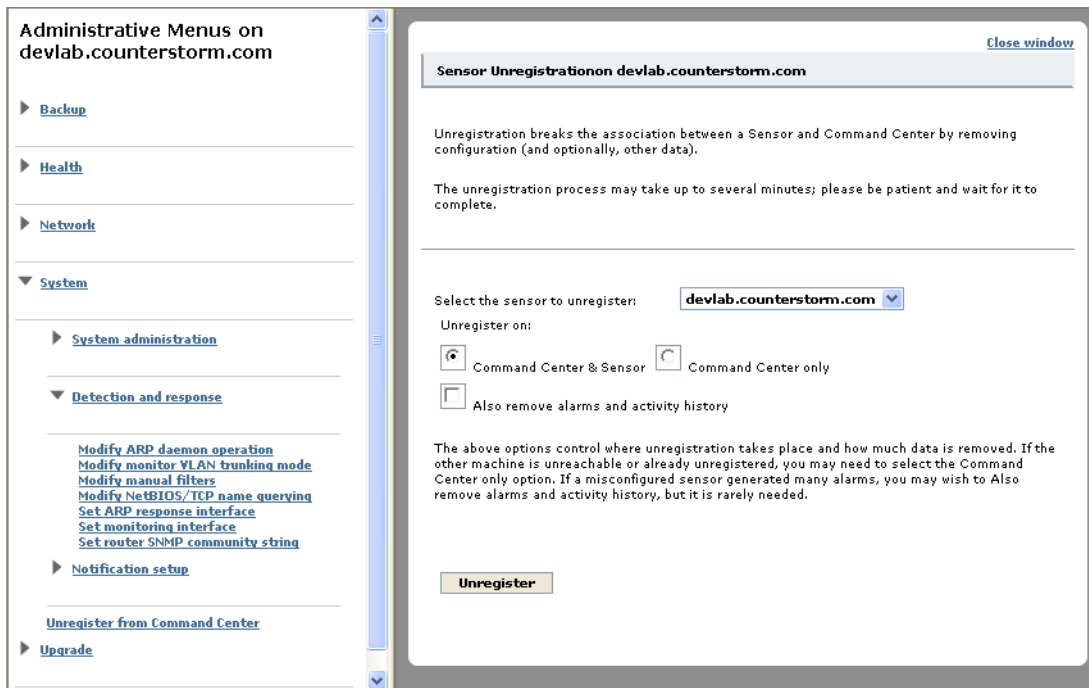 Administrative Menus on
devlab.counterstorm.com
Backup
Health
Network
System
System administration
Detection and response
Modify ARP daemon operation
Modify monitor VLAN trunking mode
Modify manual filters
Modify NetBIOS/TCP name querying
Set ARP response interface
Set monitoring interface
Set router SNMP community string
Notification setup
Unregister from Command Center
Upgrade
Close window
Sensor Unregistrationon devlab.counterstorm.com
Unregistration breaks the association between a Sensor and Command Center by removing
configuration (and optionally, other data).
The unregistration process may take up to several minutes; please be patient and wait for it to
complete.
Select the sensor to unregister: devlab.counterstorm.com
Unregister on:
Command Center & Sensor Command Center only
Also remove alarms and activity history
The above options control where unregistration takes place and how much data is removed. If the
other machine is unreachable or already unregistered, you may need to select the Command
Center only option. If a misconfigured sensor generated many alarms, you may wish to Also
remove alarms and activity history, but it is rarely needed.
Unregister